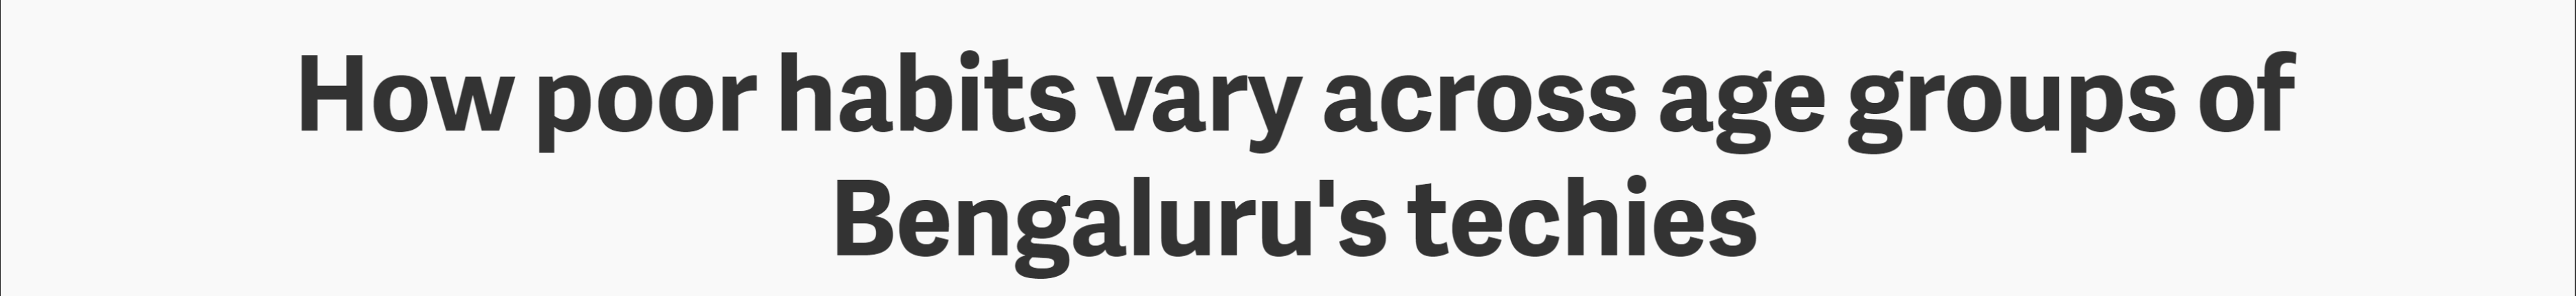 How poor habits vary across age groups of
Bengaluru's techies